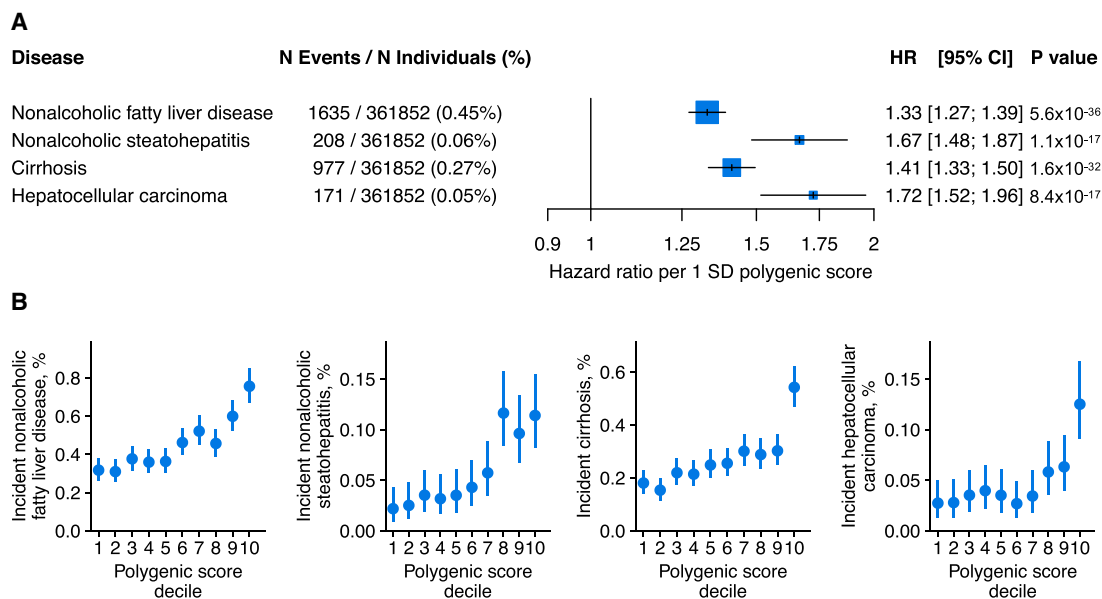 A
Disease N Events / N Individuals (%) HR [95% CI] P value
Nonalcoholic fatty liver disease 1635 / 361852 (0.45%) 1.33 [1.27; 1.39] 5.6x10-36
Nonalcoholic steatohepatitis 208 / 361852 (0.06%) 1.67 [1.48; 1.87] 1.1x10-17
Cirrhosis 977 / 361852 (0.27%) 1.41 [1.33; 1.50] 1.6x10-32
Hepatocellular carcinoma 171 / 361852 (0.05%) 1.72 [1.52; 1.96] 8.4x10-17
0.9 1 1.25 1.5 1.75 2
Hazard ratio per 1 SD polygenic score
B
Incident nonalcoholic
fatty liver disease, %
0.8
0.6
0.4
0.2
0.0
1 2 3 4 5 6 7 8 9 10
Polygenic score
decile
Incident nonalcoholic
steatohepatitis, %
0.15
0.10
0.05
0.00
1 2 3 4 5 6 7 8 9 10
Polygenic score
decile
Incident cirrhosis, %
0.6
0.4
0.2
0.0
1 2 3 4 5 6 7 8 9 10
Polygenic score
decile
Incident hepatocellular
carcinoma, %
0.15
0.10
0.05
0.00
1 2 3 4 5 6 7 8 9 10
Polygenic score
decile